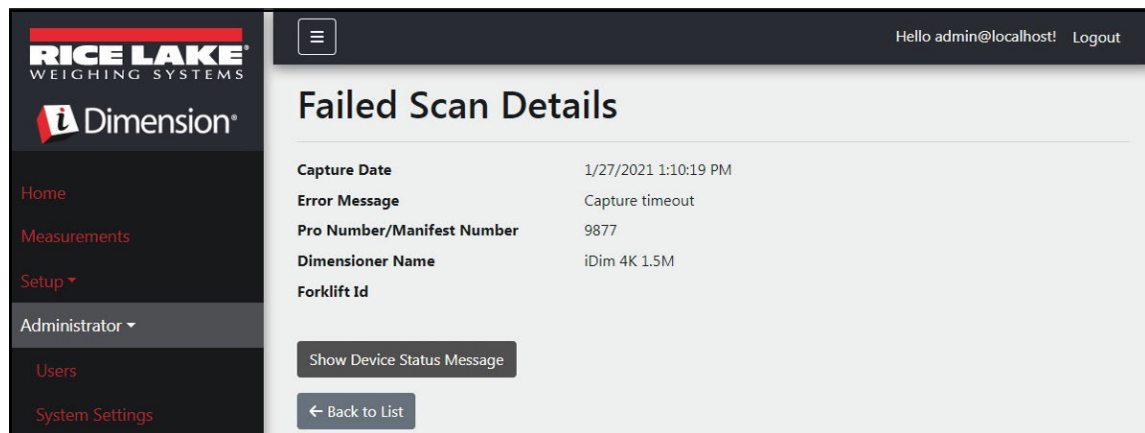 RICE LAKE®
WEIGHING SYSTEMS
i Dimension®
Home
Measurements
Setup
Administrator
Users
System Settings
Hello admin@localhost! Logout
Failed Scan Details
Capture Date 1/27/2021 1:10:19 PM
Error Message Capture timeout
Pro Number/Manifest Number 9877
Dimensioner Name iDim 4K 1.5M
Forklift Id
Show Device Status Message
← Back to List